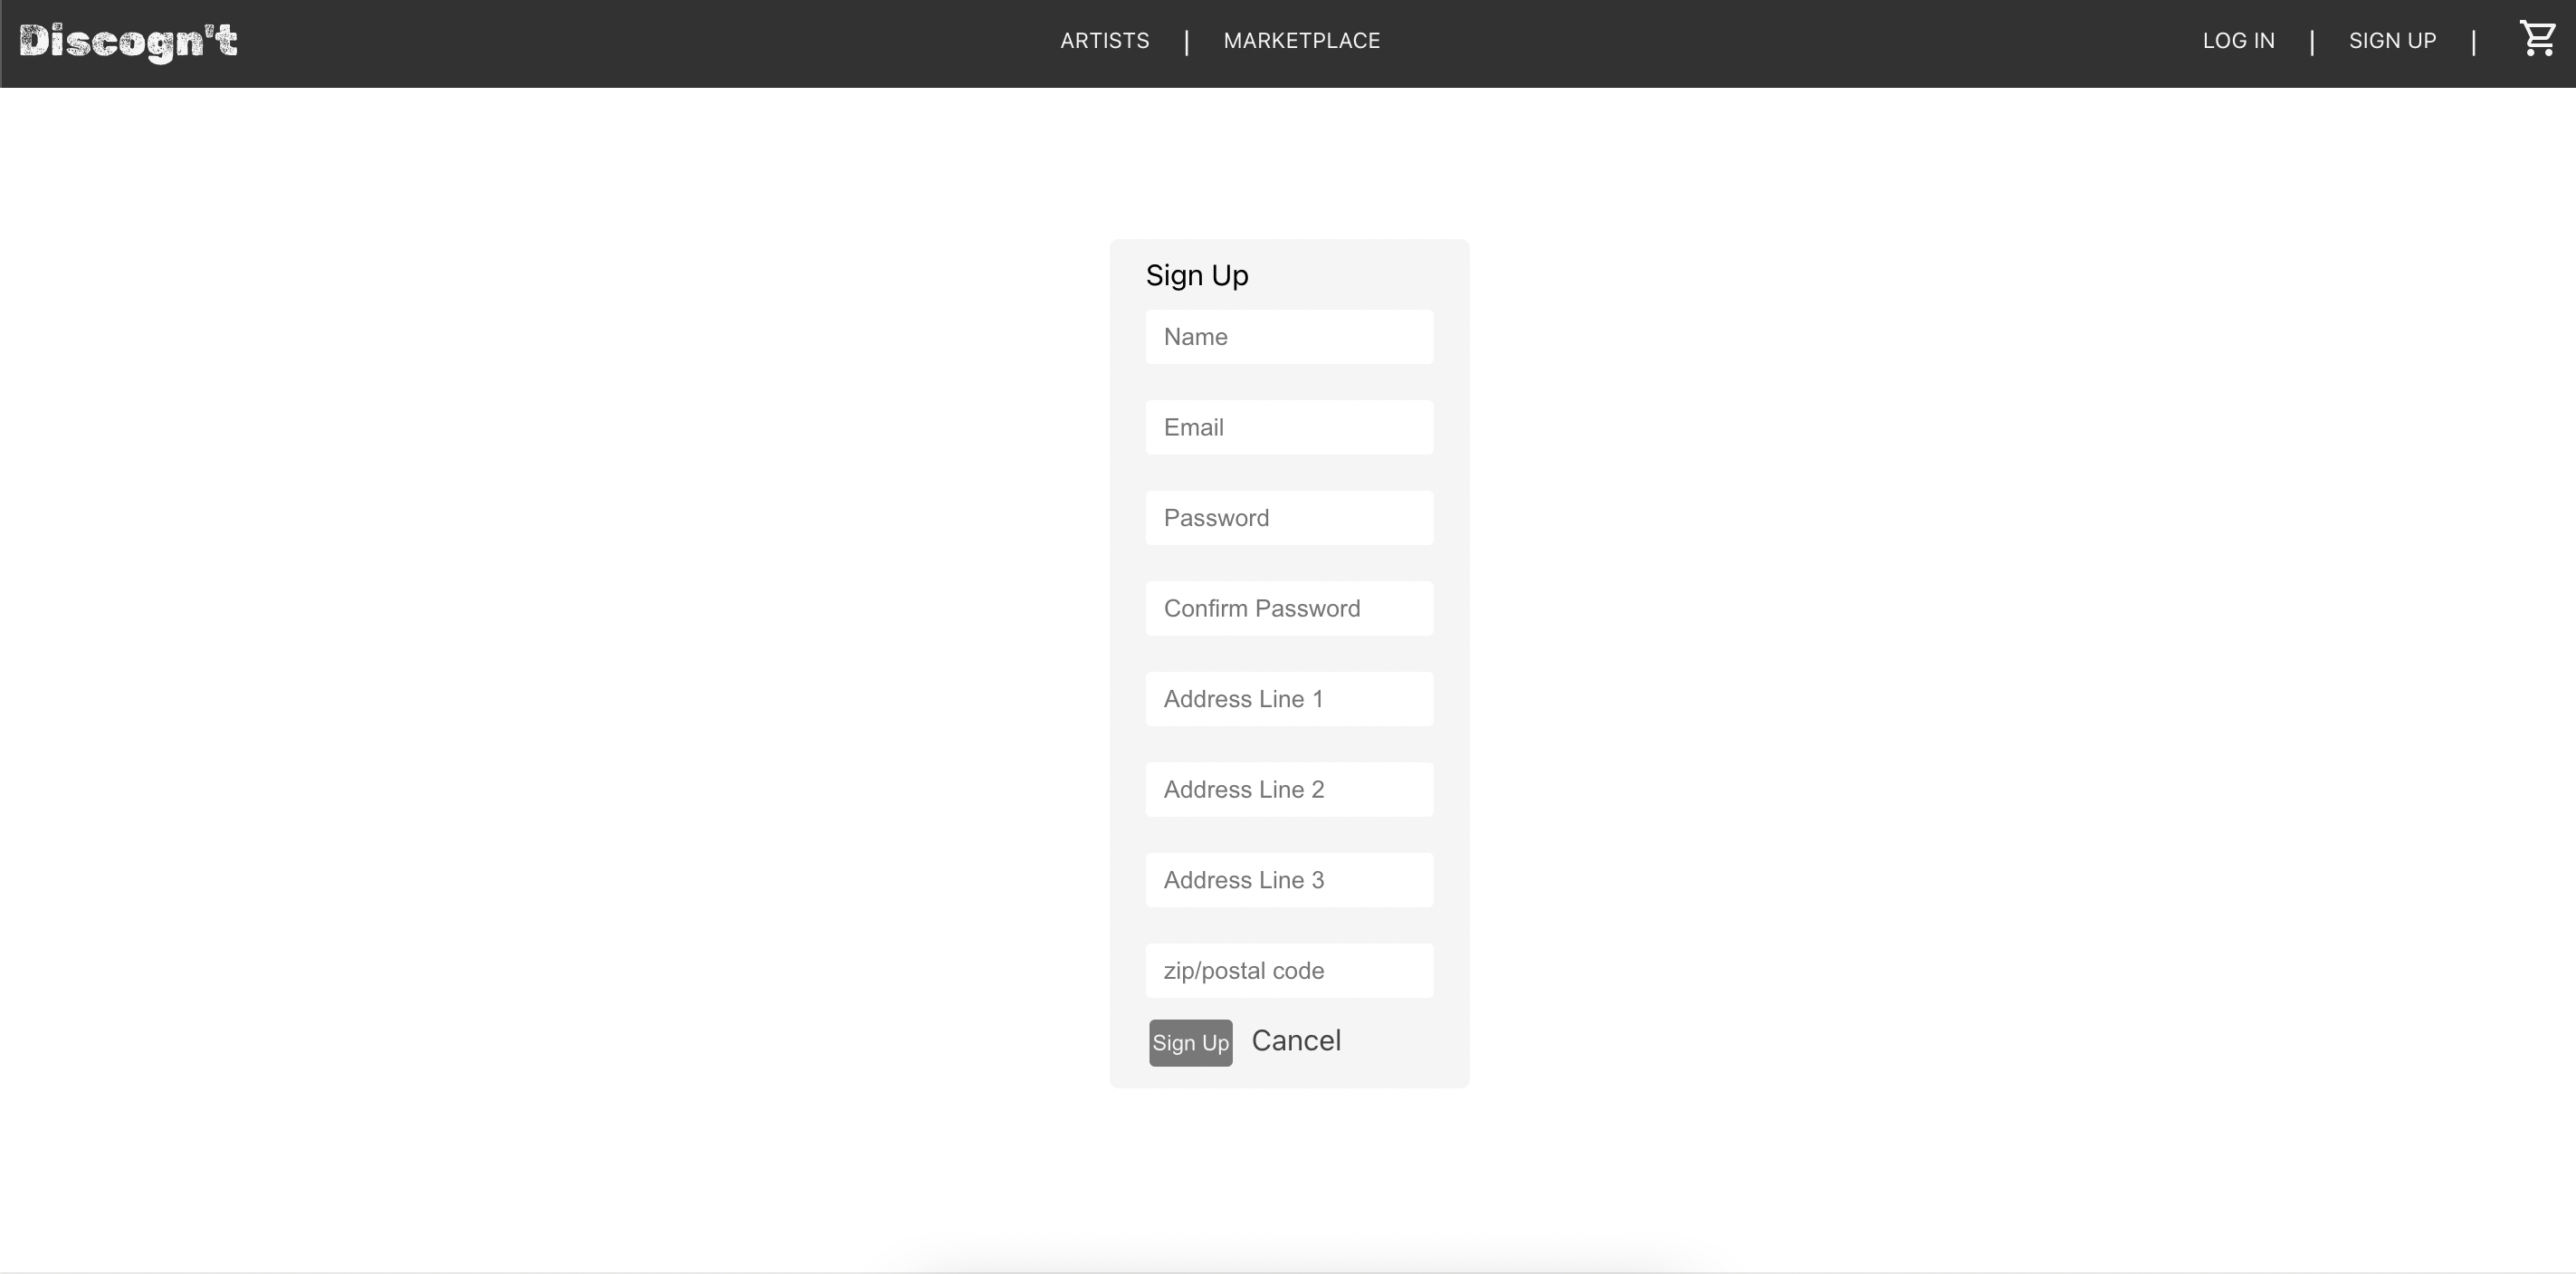 Discogn't
ARTISTS | MARKETPLACE
LOG IN | SIGN UP |
Sign Up
Name
Email
Password
Confirm Password
Address Line 1
Address Line 2
Address Line 3
zip/postal code
Sign Up Cancel